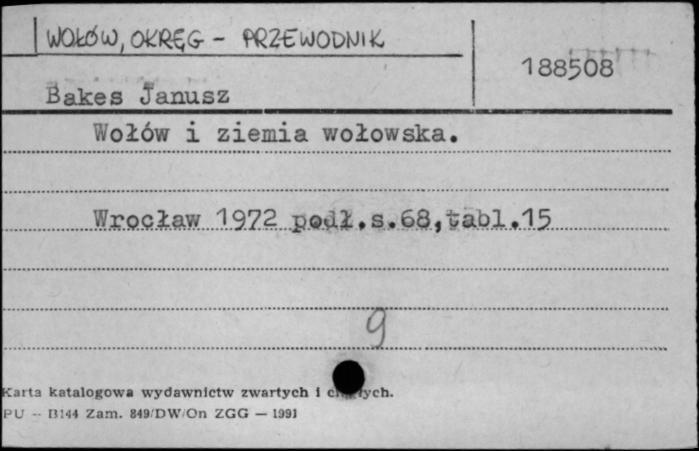 WOŁÓW, OKRĘG - PRZEWODNIK
188508
Bakes Janusz
Wołów i ziemia wołowska.
Wrocław 1972 podł.s.68,tabl.15
9
Karta katalogowa wydawnictw zwartych i
PU - B144 Zam. 849/DW/On ZGG — 1991